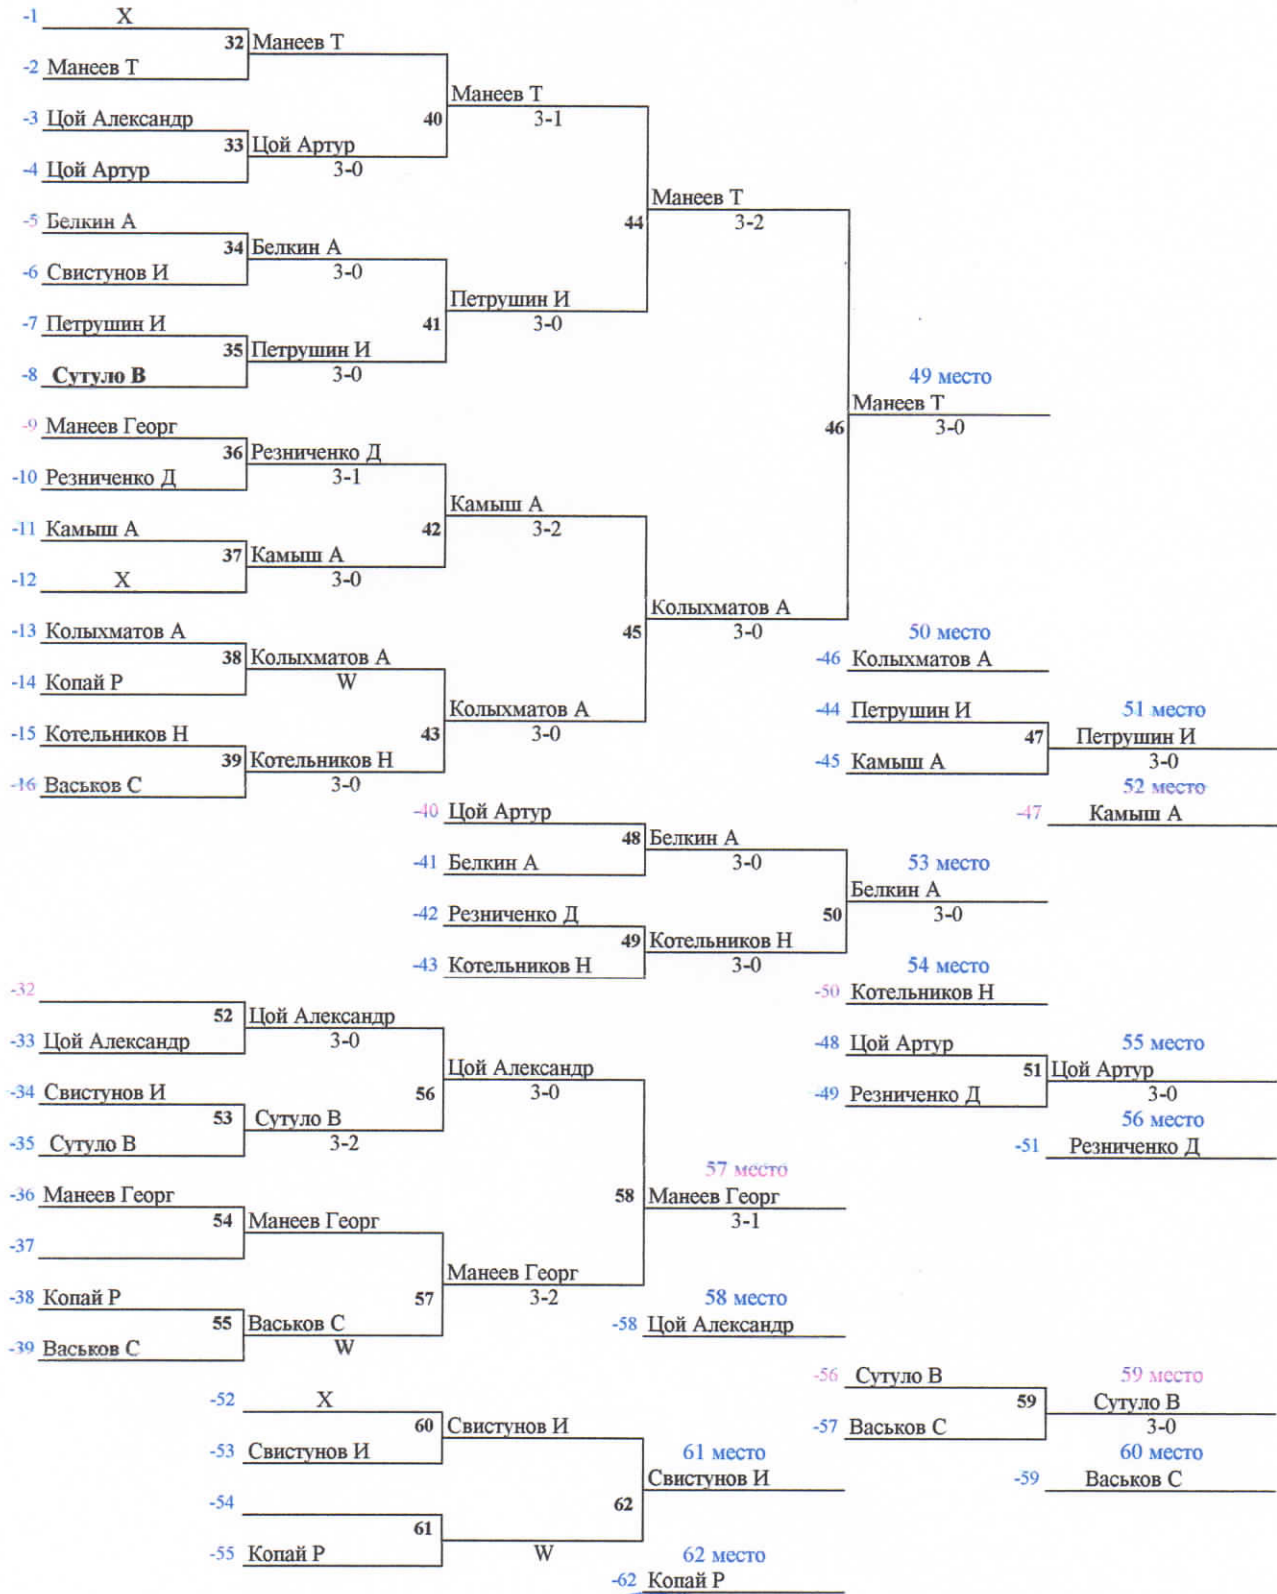 -1 X
32 Манеев Т
-2 Манеев Т
Манеев Т
-3 Цой Александр
40 3-1
33 Цой Артур
-4 Цой Артур
3-0
Манеев Т
-5 Белкин А
44 3-2
34 Белкин А
-6 Свистунов И
3-0
Петрушин И
-7 Петрушин И
41 3-0
35 Петрушин И
-8 Сутуло В
3-0
49 место
Манеев Т
-9 Манеев Георг
46 3-0
36 Резниченко Д
-10 Резниченко Д
3-1
Камыш А
-11 Камыш А
42 3-2
37 Камыш А
-12 X
3-0
Колыхматов А
-13 Колыхматов А
45 3-0
50 место
38 Колыхматов А
-46 Колыхматов А
-14 Копай Р
W
Колыхматов А
-44 Петрушин И
51 место
-15 Котельников Н
43 3-0
47 Петрушин И
39 Котельников Н
-45 Камыш А
3-0
-16 Васьков С
3-0
52 место
-40 Цой Артур
-47 Камыш А
48 Белкин А
-41 Белкин А
3-0
53 место
Белкин А
-42 Резниченко Д
50 3-0
49 Котельников Н
-43 Котельников Н
3-0
54 место
-32
-50 Котельников Н
52 Цой Александр
-33 Цой Александр
3-0
-48 Цой Артур
55 место
Цой Александр
51 Цой Артур
-34 Свистунов И
56 3-0
-49 Резниченко Д
3-0
53 Сутуло В
56 место
-35 Сутуло В
3-2
-51 Резниченко Д
57 место
-36 Манеев Георг
58 Манеев Георг
54 Манеев Георг
3-1
-37
Манеев Георг
-38 Копай Р
57 3-2
58 место
55 Васьков С
-58 Цой Александр
-39 Васьков С
W
-56 Сутуло В
59 место
-52 X
59 Сутуло В
60 Свистунов И
-57 Васьков С
3-0
-53 Свистунов И
61 место
60 место
Свистунов И
-59 Васьков С
-54
62
61
-55 Копай Р
W
62 место
-62 Копай Р